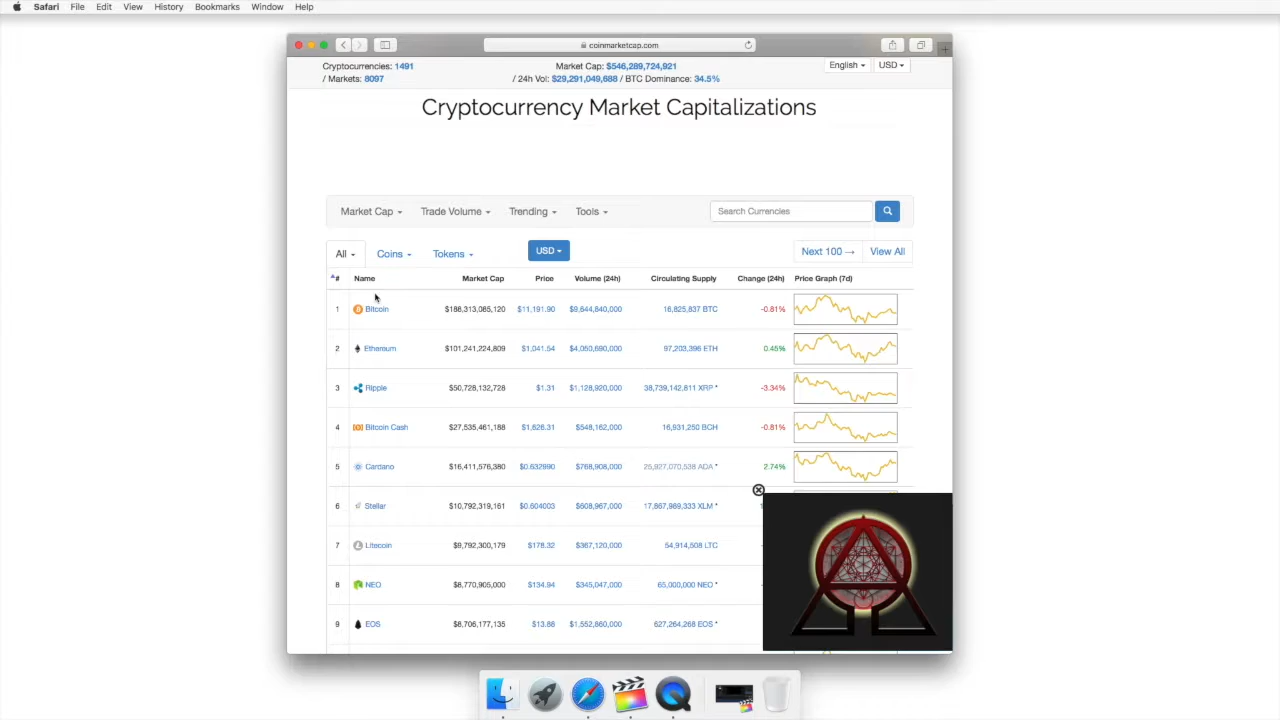 Safari File Edit View History Bookmarks Window Help
coinmarketcap.com
Cryptocurrencies: 1491 Market Cap: $546,289,724,921 English USD
/ Markets: 8097 / 24h Vol: $29,291,049,688 / BTC Dominance: 34.5%
Cryptocurrency Market Capitalizations
Market Cap Trade Volume Trending Tools Search Currencies
All Coins Tokens USD Next 100 → View All
# Name Market Cap Price Volume (24h) Circulating Supply Change (24h) Price Graph (7d)
1 Bitcoin $188,313,085,120 $11,191.90 $9,644,840,000 16,825,837 BTC -0.81%
2 Ethereum $101,241,224,809 $1,041.54 $4,050,690,000 97,203,396 ETH 0.45%
3 Ripple $50,728,132,728 $1.31 $1,128,920,000 38,739,142,811 XRP * -3.34%
4 Bitcoin Cash $27,535,461,188 $1,626.31 $548,162,000 16,931,250 BCH -0.81%
5 Cardano $16,411,576,380 $0.632990 $768,908,000 25,927,070,538 ADA * 2.74%
6 Stellar $10,792,319,161 $0.604003 $608,967,000 17,867,989,333 XLM *
7 Litecoin $9,792,300,179 $178.32 $367,120,000 54,914,508 LTC
8 NEO $8,770,905,000 $134.94 $345,047,000 65,000,000 NEO *
9 EOS $8,706,177,135 $13.88 $1,552,860,000 627,264,268 EOS *